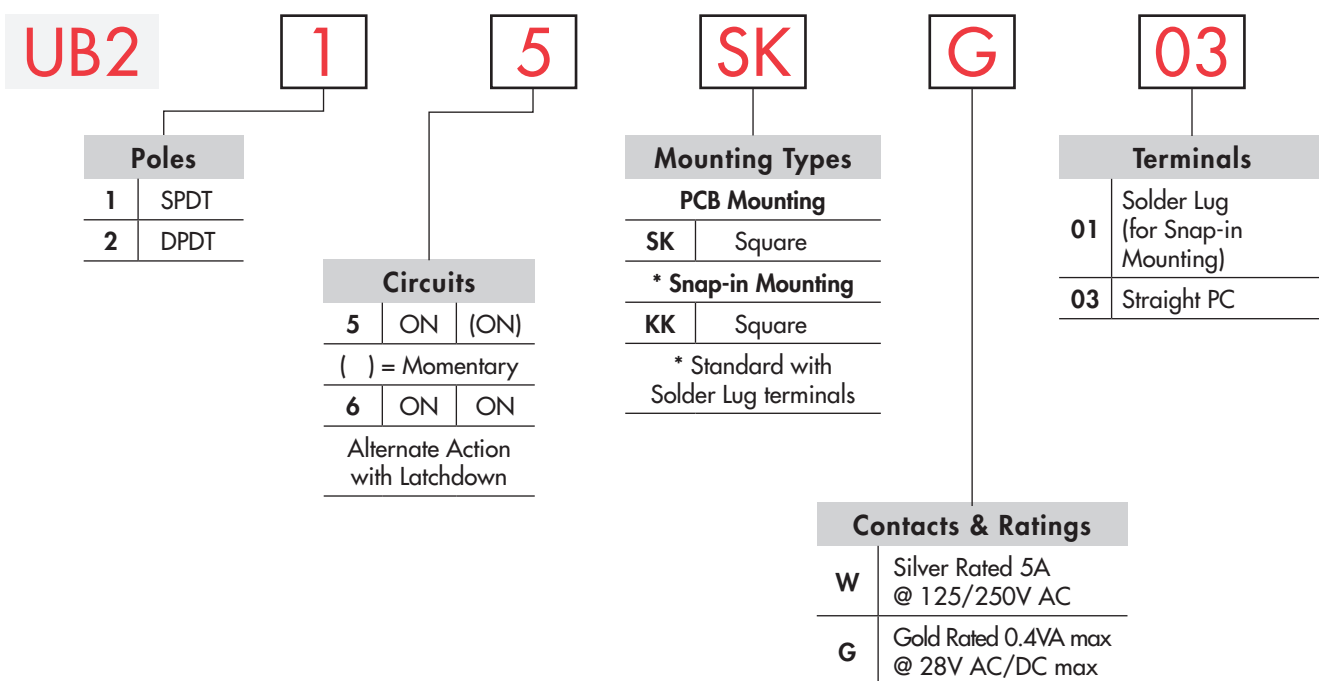 UB2 1 5 SK G 03
Poles
1 SPDT
2 DPDT
Circuits
5 ON (ON)
( ) = Momentary
6 ON ON
Alternate Action
with Latchdown
Mounting Types
PCB Mounting
SK Square
* Snap-in Mounting
KK Square
* Standard with
Solder Lug terminals
Contacts & Ratings
W Silver Rated 5A
@ 125/250V AC
G Gold Rated 0.4VA max
@ 28V AC/DC max
Terminals
01 Solder Lug
(for Snap-in
Mounting)
03 Straight PC